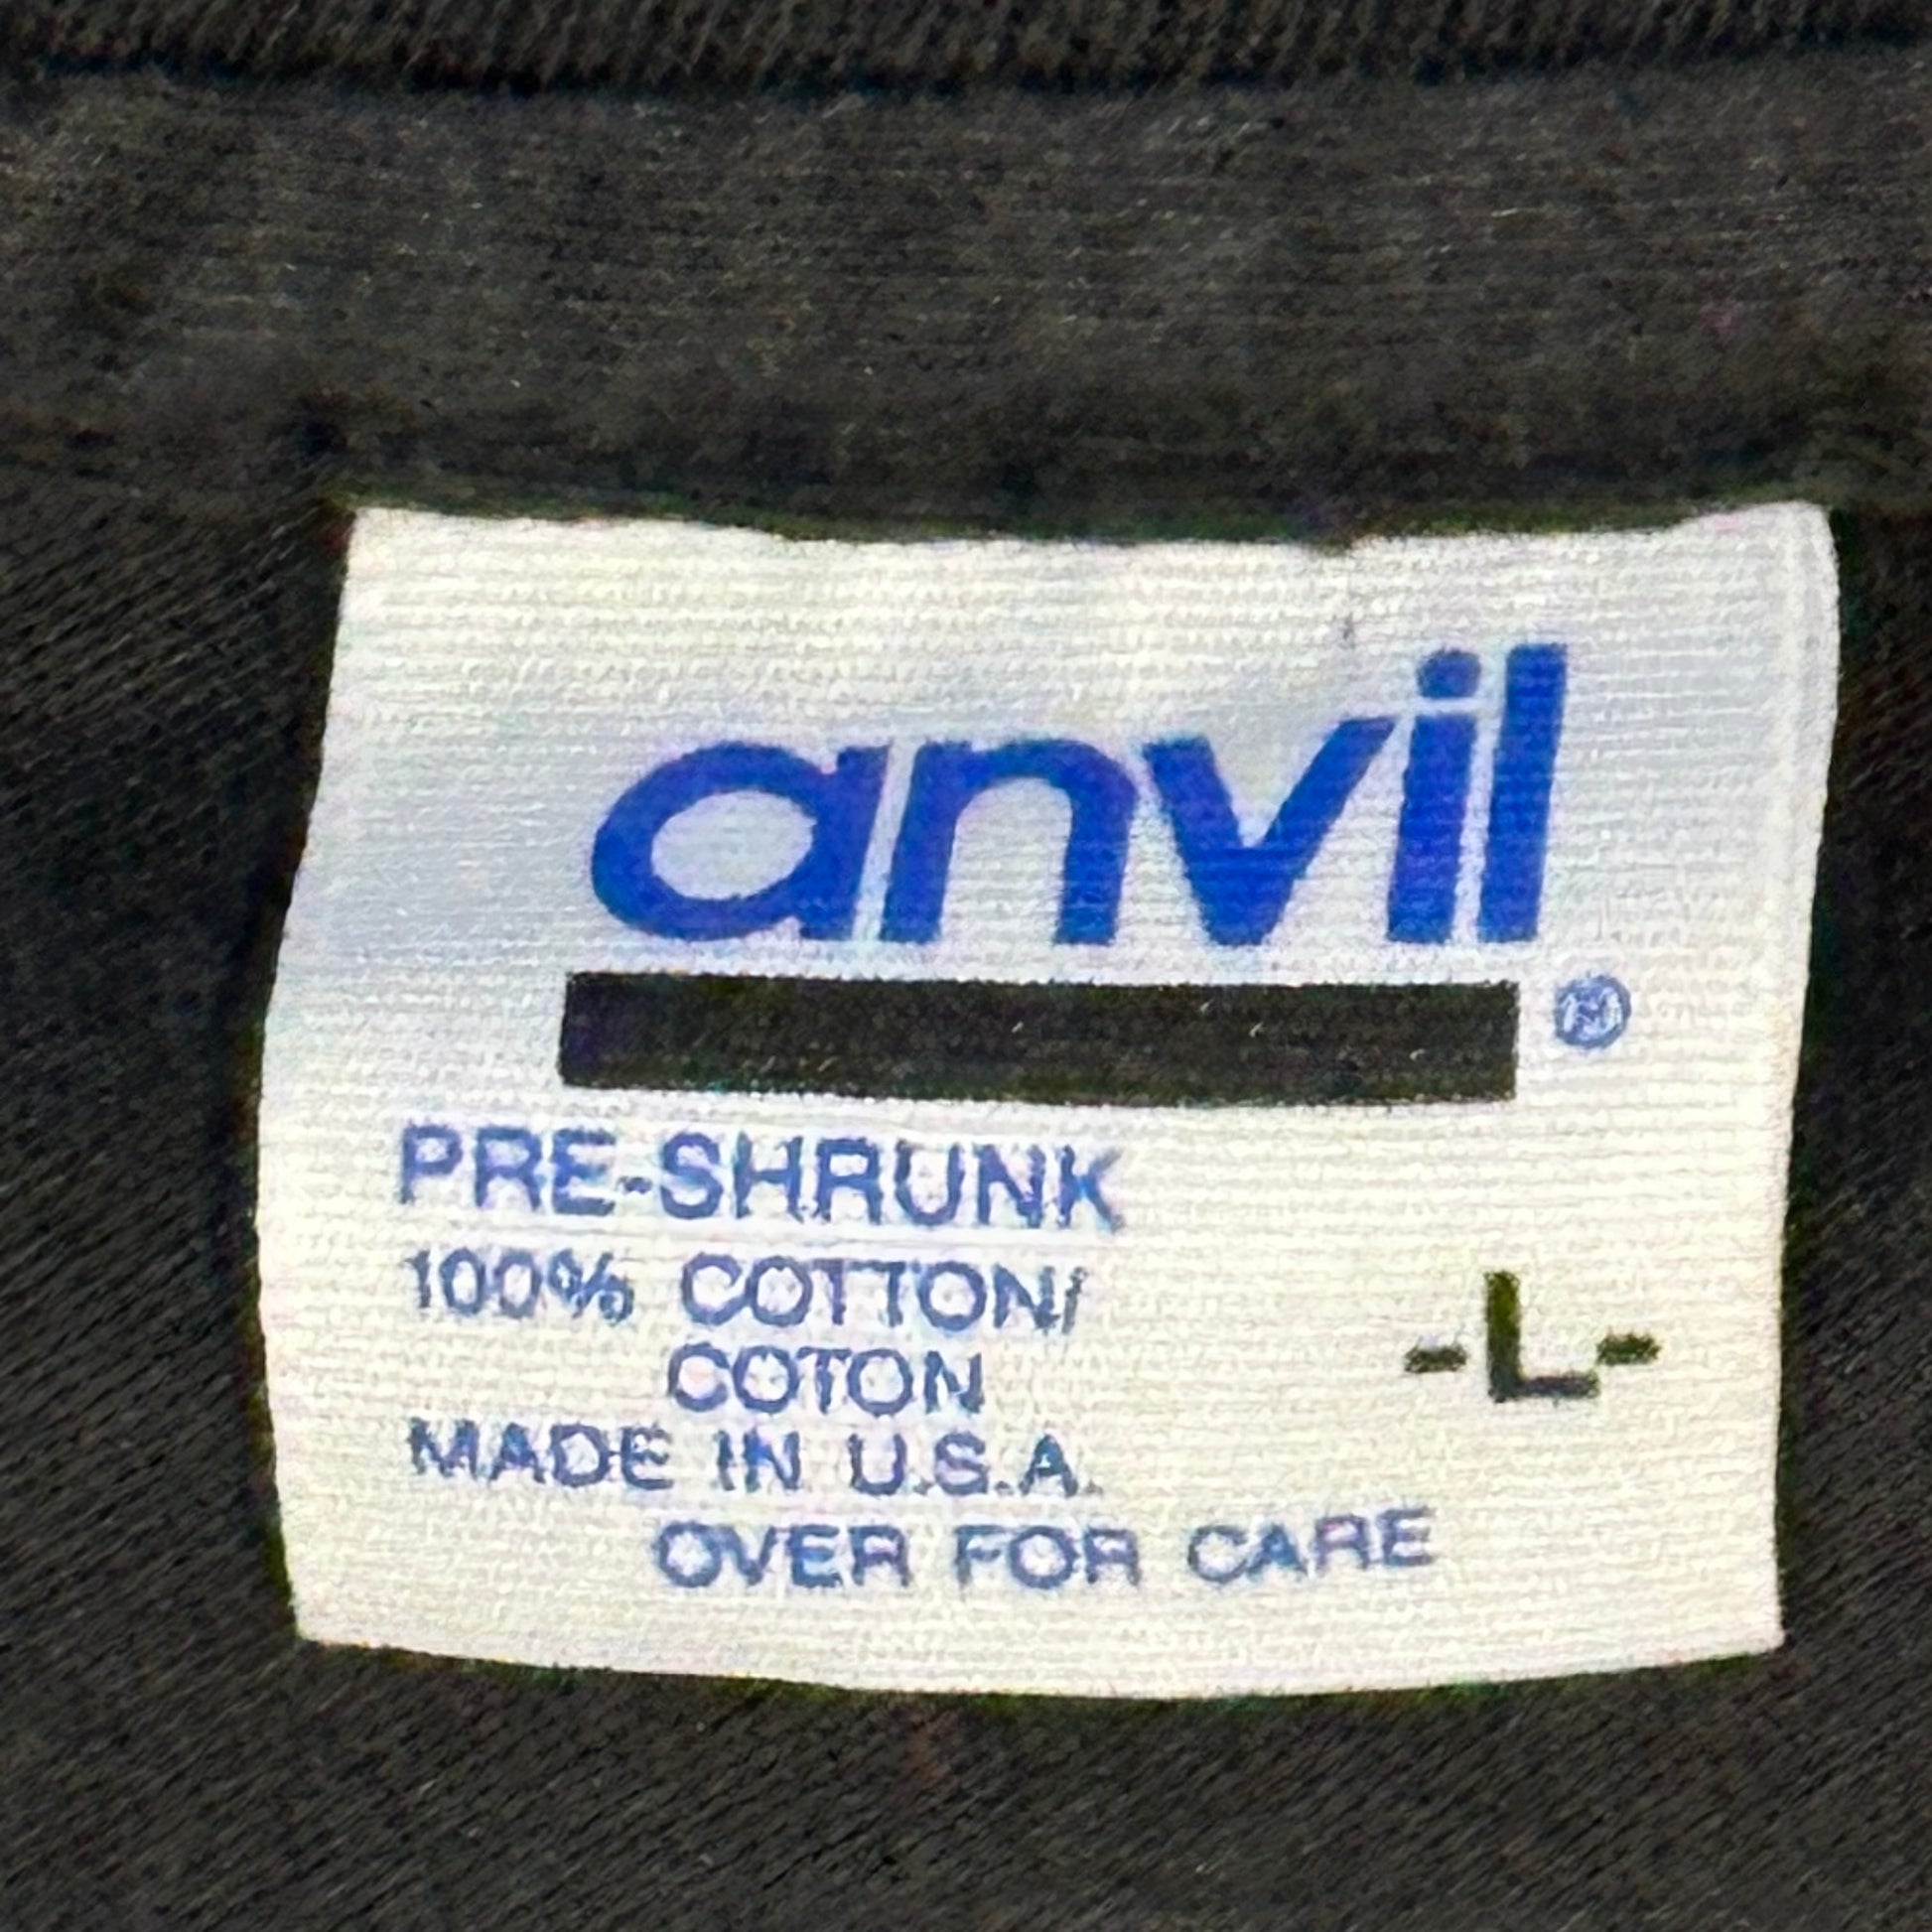 anvil
®
PRE-SHRUNK
100% COTTON/
COTON
-L-
MADE IN U.S.A.
OVER FOR CARE